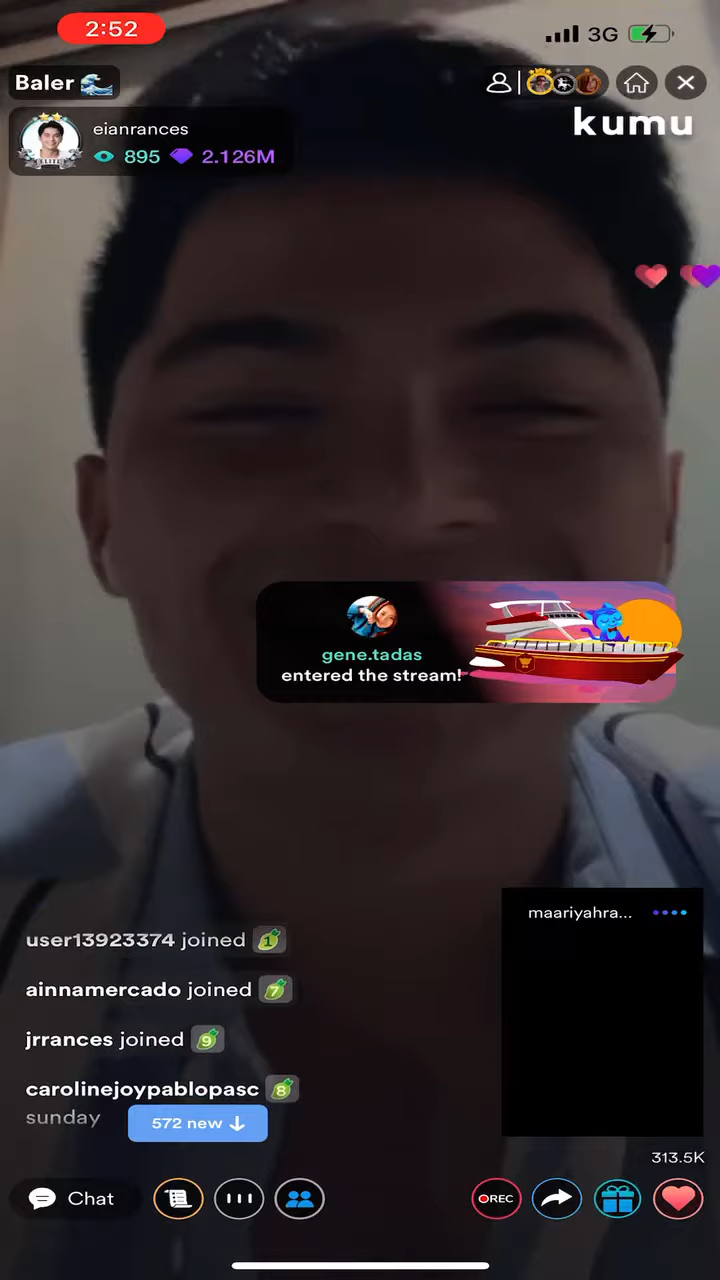 2:52
3G
Baler
kumu
eianrances
895 2.126M
ELITE
gene.tadas
entered the stream!
maariyahra...
user13923374 joined 1
ainnamercado joined 7
jrrances joined 9
carolinejoypablopasc 8
sunday
572 new
313.5K
Chat
REC